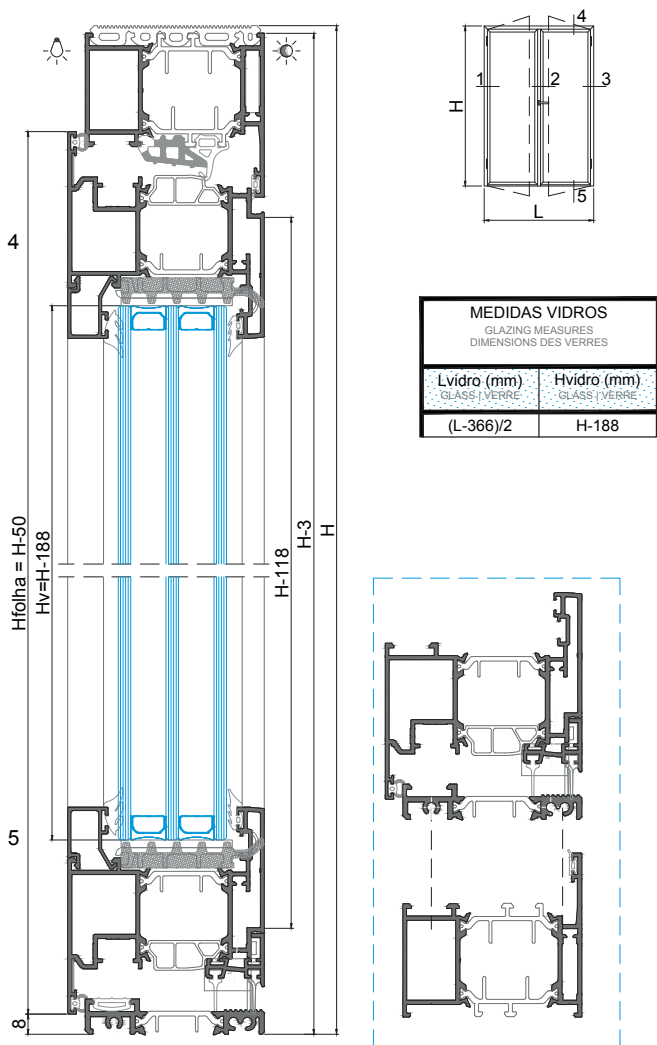 4
1
2
3
H
5
L
MEDIDAS VIDROS
GLAZING MEASURES
DIMENSIONS DES VERRES
Lvidro (mm)
GLASS | VERRE
Hvidro (mm)
GLASS | VERRE
(L-366)/2
H-188
4
Hfolha = H-50
Hv=H-188
H-118
H-3
H
5
8